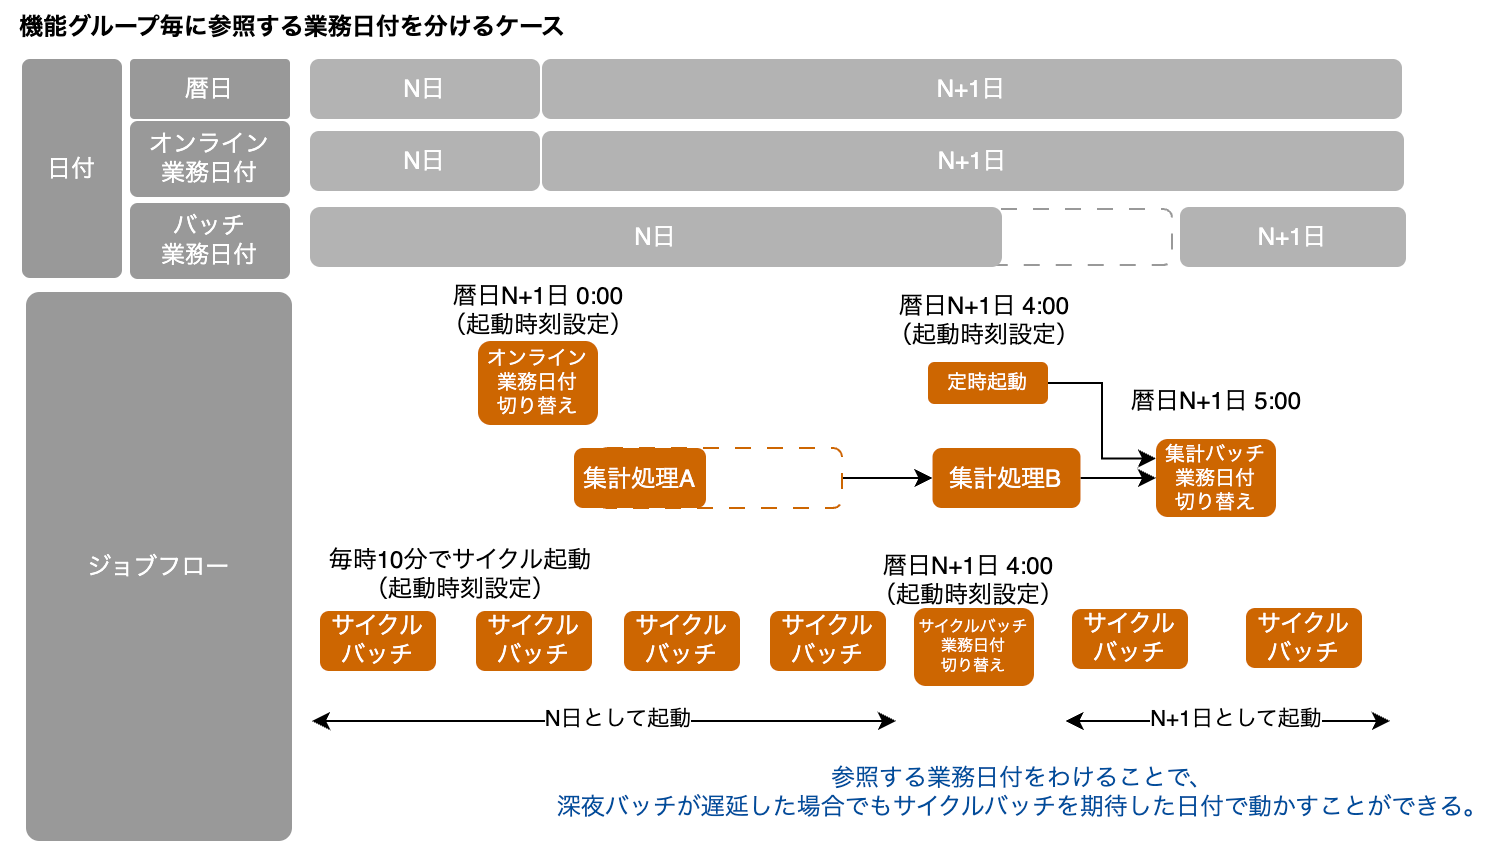 機能グループ毎に参照する業務日付を分けるケース
日付
暦日
N日
N+1日
オンライン
業務日付
N日
N+1日
バッチ
業務日付
N日
N+1日
ジョブフロー
暦日N+1日 0:00
（起動時刻設定）
オンライン
業務日付
切り替え
暦日N+1日 4:00
（起動時刻設定）
定時起動
暦日N+1日 5:00
集計処理A
集計処理B
集計バッチ
業務日付
切り替え
毎時10分でサイクル起動
（起動時刻設定）
暦日N+1日 4:00
（起動時刻設定）
サイクル
バッチ
サイクル
バッチ
サイクル
バッチ
サイクル
バッチ
サイクルバッチ
業務日付
切り替え
サイクル
バッチ
サイクル
バッチ
N日として起動
N+1日として起動
参照する業務日付をわけることで、
深夜バッチが遅延した場合でもサイクルバッチを期待した日付で動かすことができる。